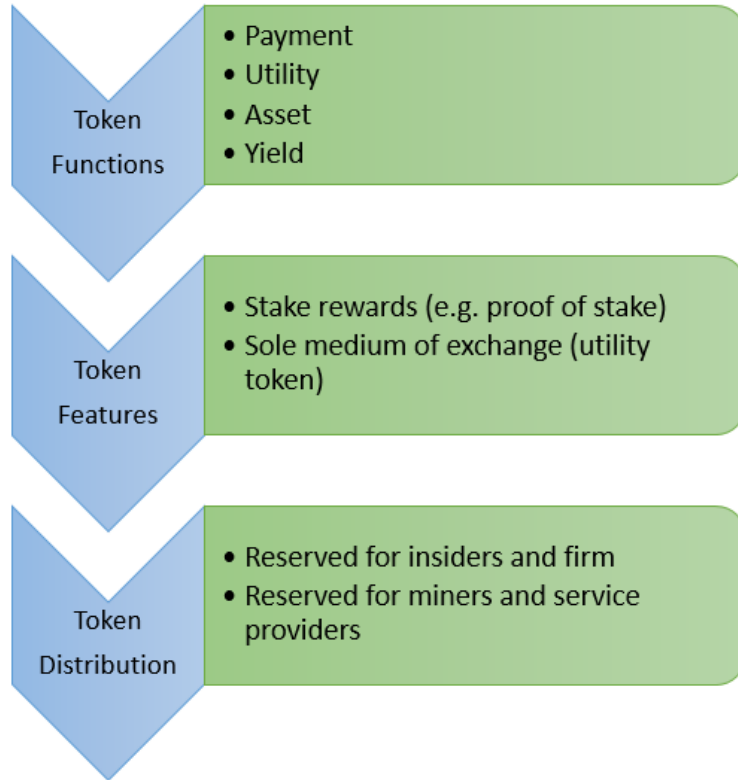 Token
Functions
• Payment
• Utility
• Asset
• Yield
Token
Features
• Stake rewards (e.g. proof of stake)
• Sole medium of exchange (utility
token)
Token
Distribution
• Reserved for insiders and firm
• Reserved for miners and service
providers